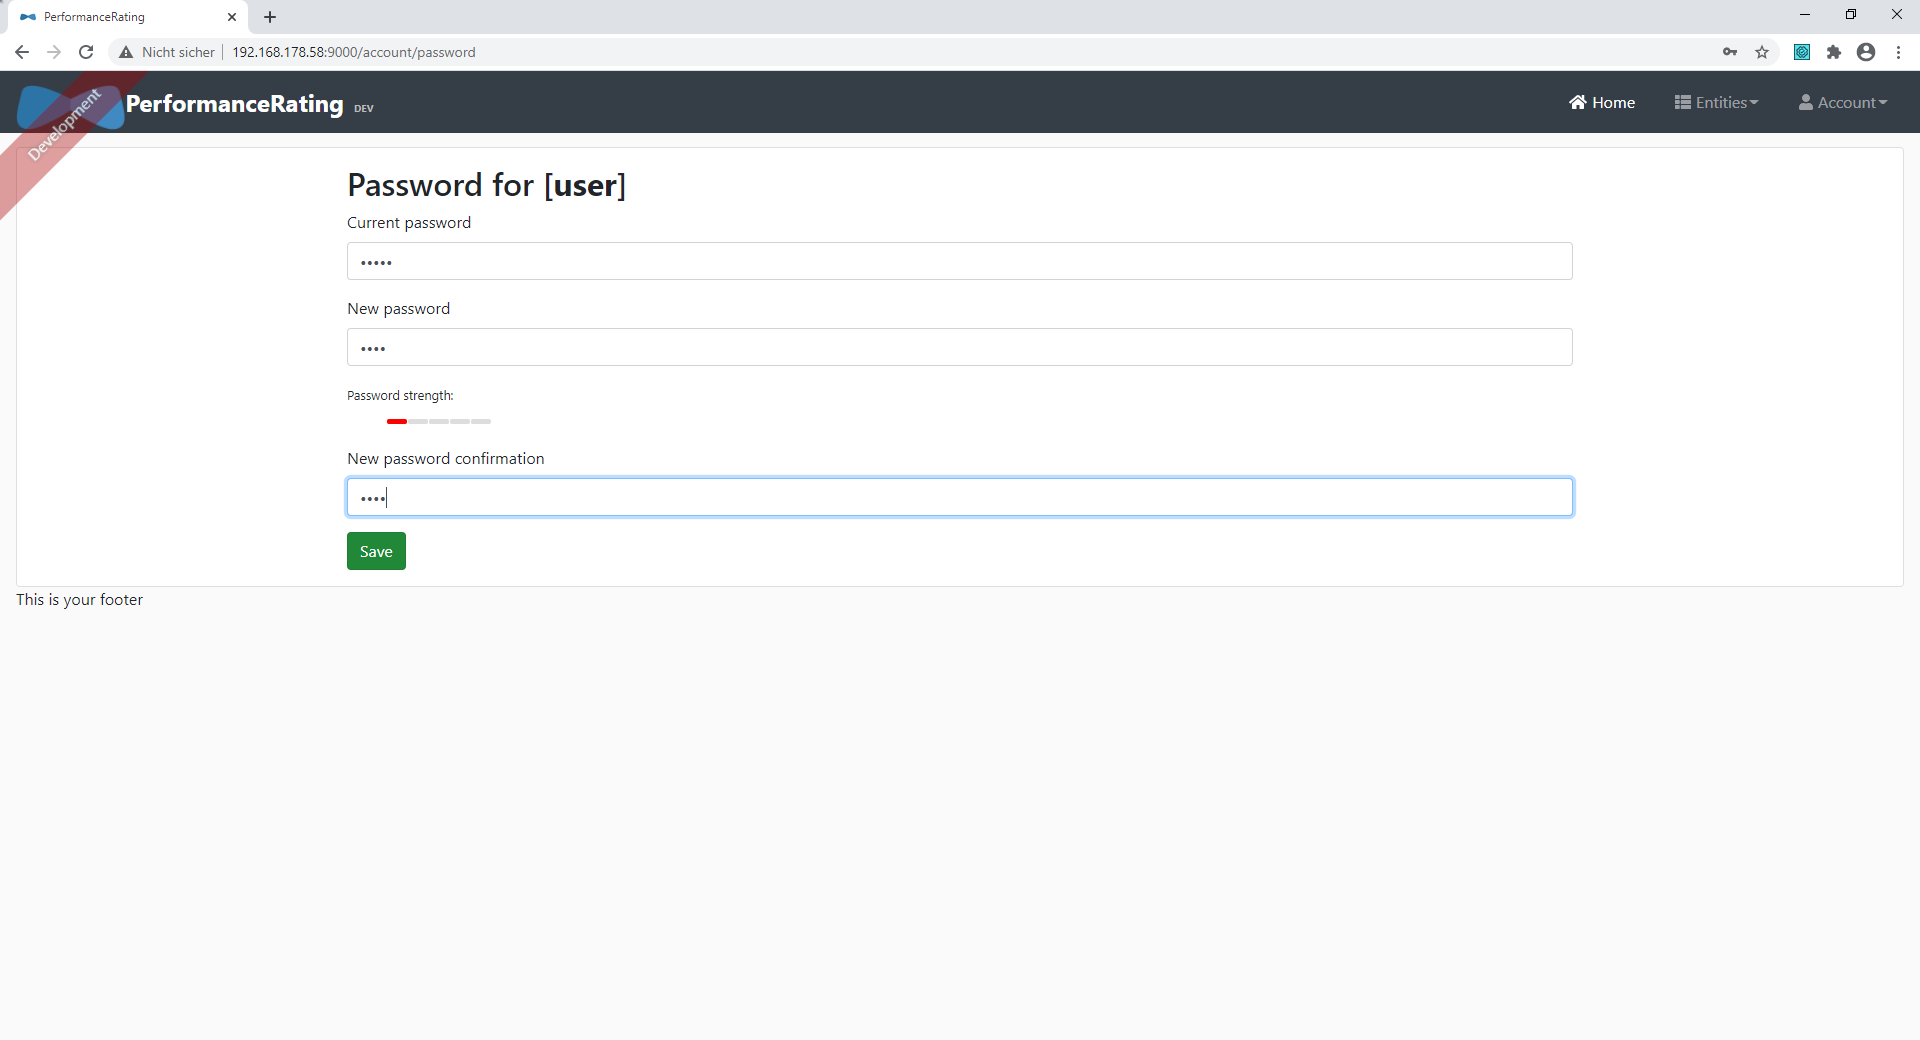 PerformanceRating
Nicht sicher
192.168.178.58:9000/account/password
Development
PerformanceRating DEV
Home
Entities
Account
Password for [user]
Current password
•••••
New password
••••
Password strength:
New password confirmation
••••
Save
This is your footer